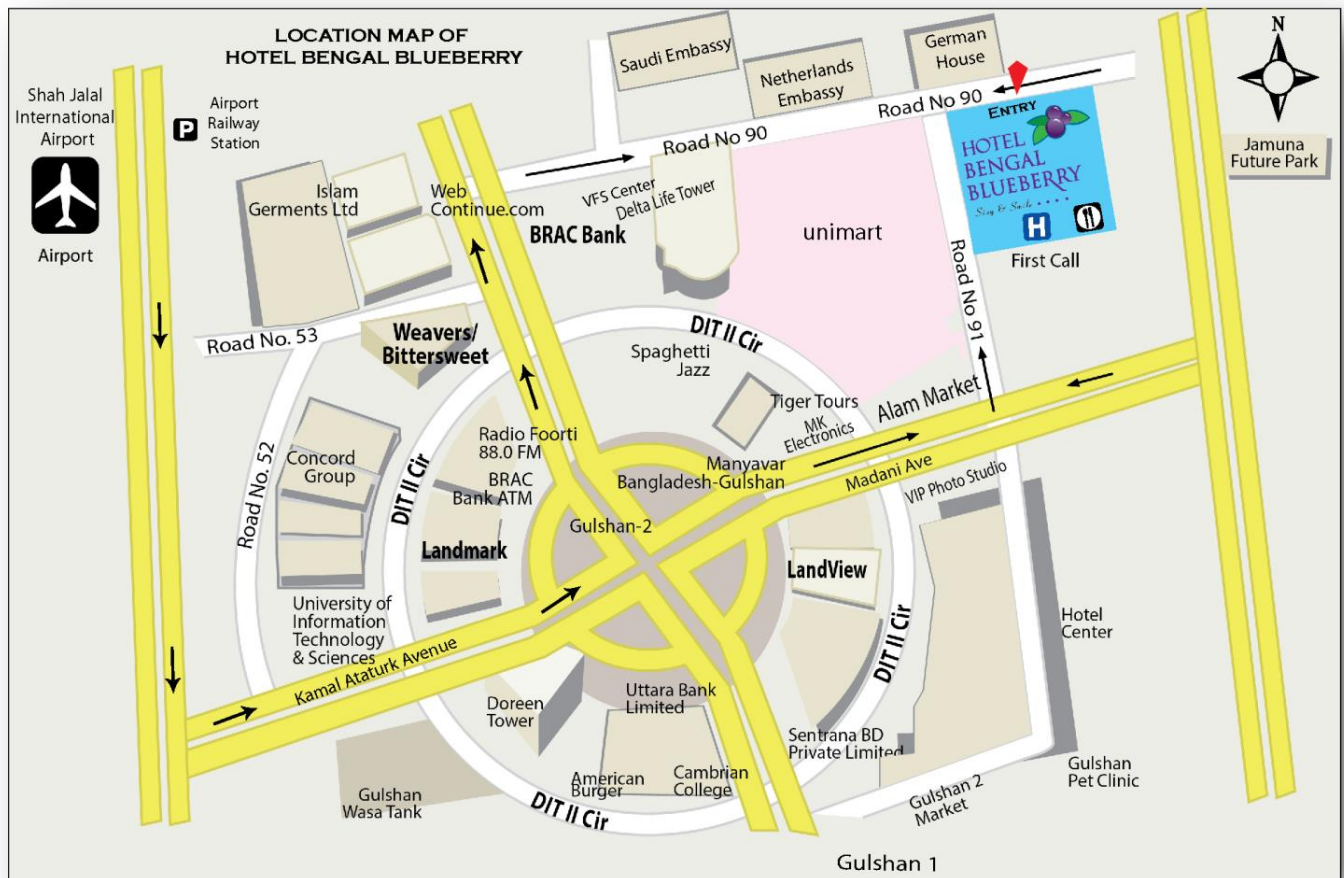 LOCATION MAP OF
HOTEL BENGAL BLUEBERRY
N
Shah Jalal
International
Airport
Airport
P
Airport
Railway
Station
Saudi Embassy
Netherlands
Embassy
German
House
Road No 90
Road No 90
ENTRY
HOTEL
BENGAL
BLUEBERRY
Stay & Smile
H
First Call
Jamuna
Future Park
Islam
Germents Ltd
Web
Continue.com
VFS Center
Delta Life Tower
BRAC Bank
unimart
Road No 91
Road No. 53
Weavers/
Bittersweet
DIT II Cir
Spaghetti
Jazz
Tiger Tours
MK
Electronics
Alam Market
Radio Foorti
88.0 FM
BRAC
Bank ATM
Manyavar
Bangladesh-Gulshan
Madani Ave
VIP Photo Studio
Concord
Group
Road No. 52
DIT II Cir
Gulshan-2
Landmark
LandView
University of
Information
Technology
& Sciences
Kamal Ataturk Avenue
DIT II Cir
Hotel
Center
Doreen
Tower
Uttara Bank
Limited
Sentrana BD
Private Limited
American
Burger
Cambrian
College
Gulshan
Wasa Tank
DIT II Cir
Gulshan 2
Market
Gulshan
Pet Clinic
Gulshan 1